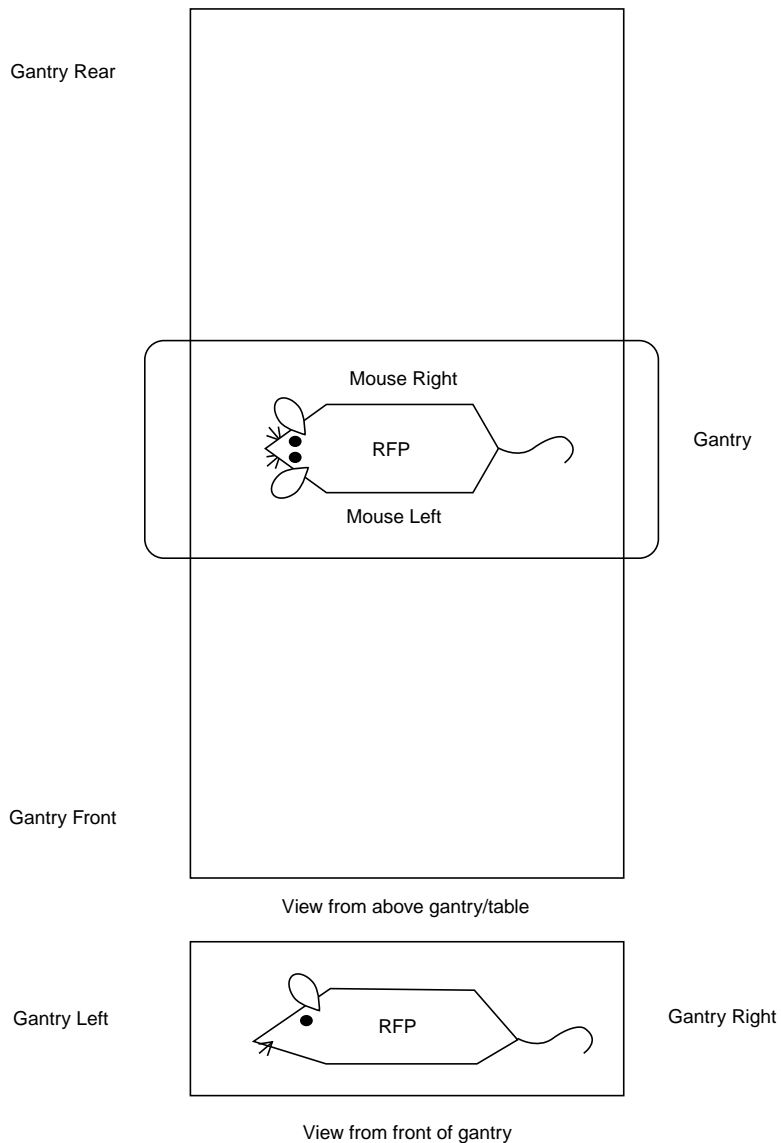 Gantry Rear
Mouse Right
RFP
Gantry
Mouse Left
Gantry Front
View from above gantry/table
Gantry Left
RFP
Gantry Right
View from front of gantry